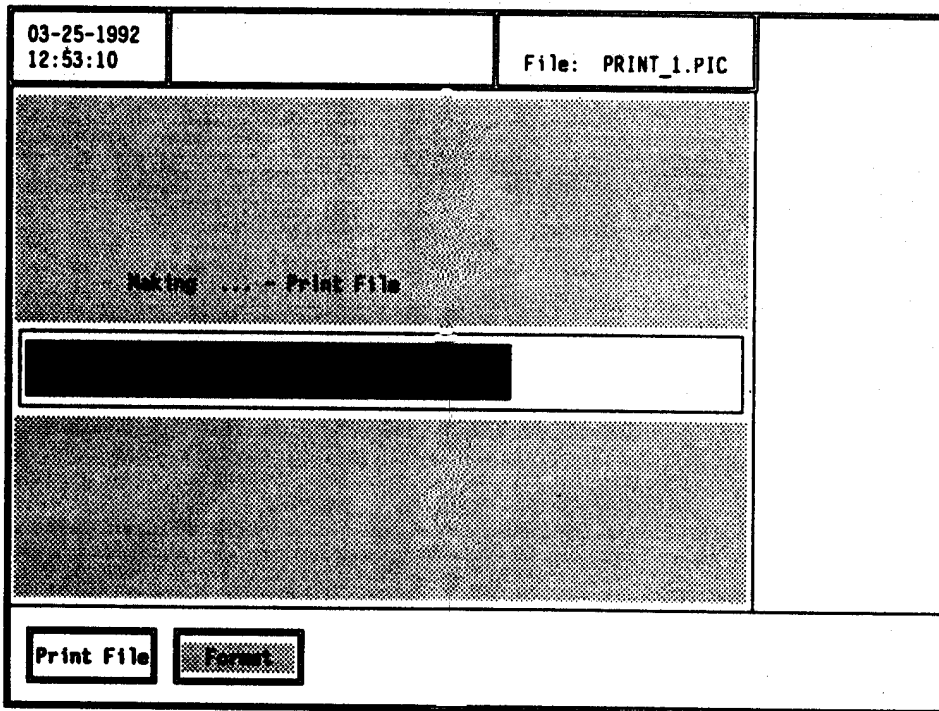 03-25-1992
12:53:10
File: PRINT_1.PIC
Making ... - Print File
Print File
Format